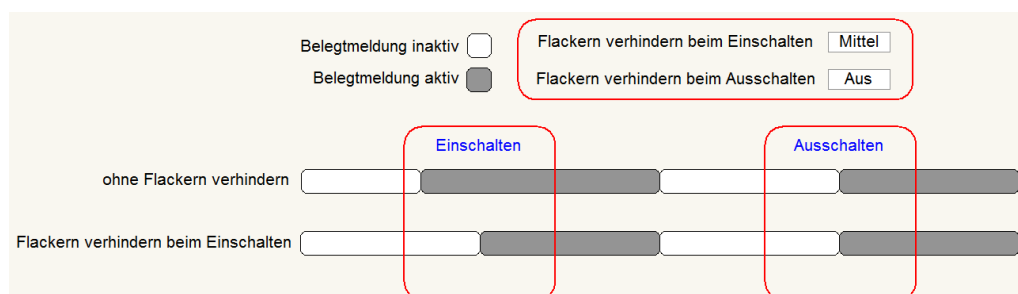 Belegtmeldung inaktiv
Flackern verhindern beim Einschalten Mittel
Belegtmeldung aktiv
Flackern verhindern beim Ausschalten Aus
Einschalten
Ausschalten
ohne Flackern verhindern
Flackern verhindern beim Einschalten